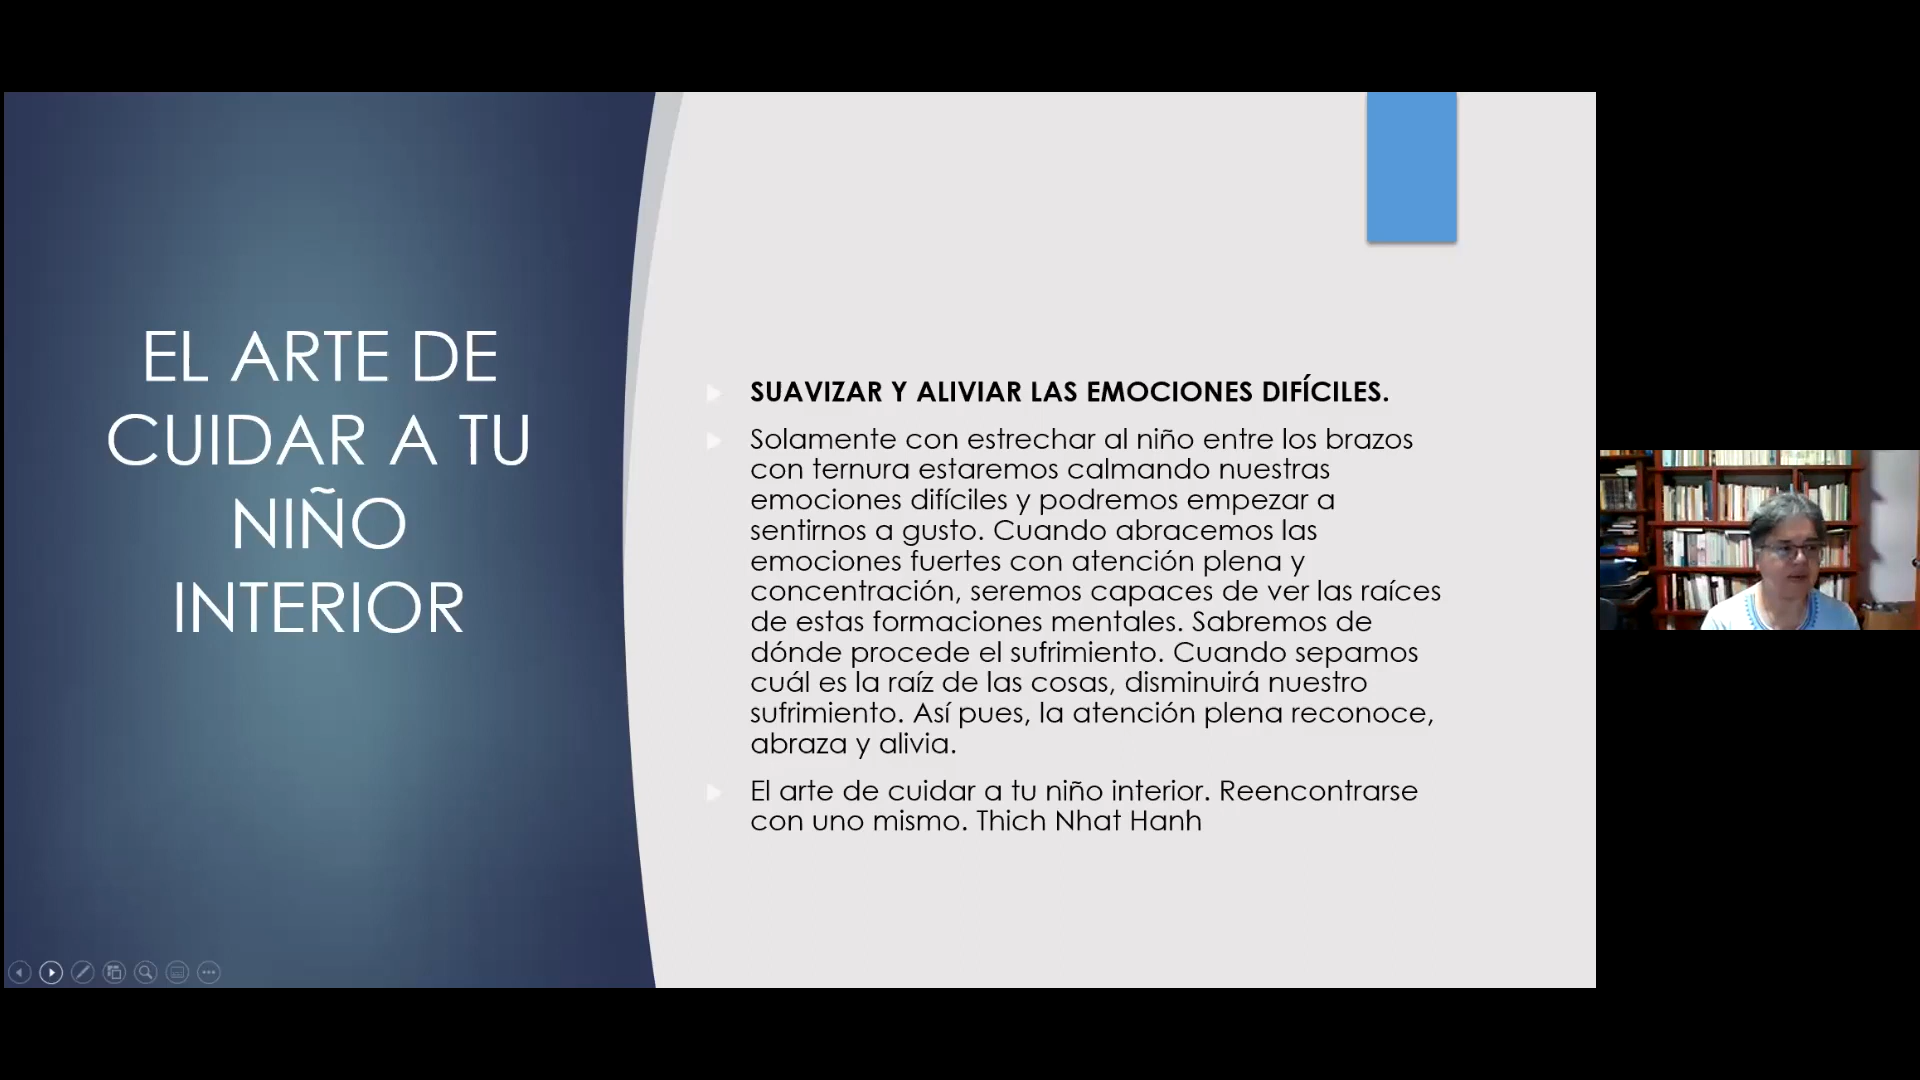 EL ARTE DE
CUIDAR A TU
NIÑO
INTERIOR
SUAVIZAR Y ALIVIAR LAS EMOCIONES DIFÍCILES.
Solamente con estrechar al niño entre los brazos
con ternura estaremos calmando nuestras
emociones difíciles y podremos empezar a
sentirnos a gusto. Cuando abracemos las
emociones fuertes con atención plena y
concentración, seremos capaces de ver las raíces
de estas formaciones mentales. Sabremos de
dónde procede el sufrimiento. Cuando sepamos
cuál es la raíz de las cosas, disminuirá nuestro
sufrimiento. Así pues, la atención plena reconoce,
abraza y alivia.
El arte de cuidar a tu niño interior. Reencontrarse
con uno mismo. Thich Nhat Hanh